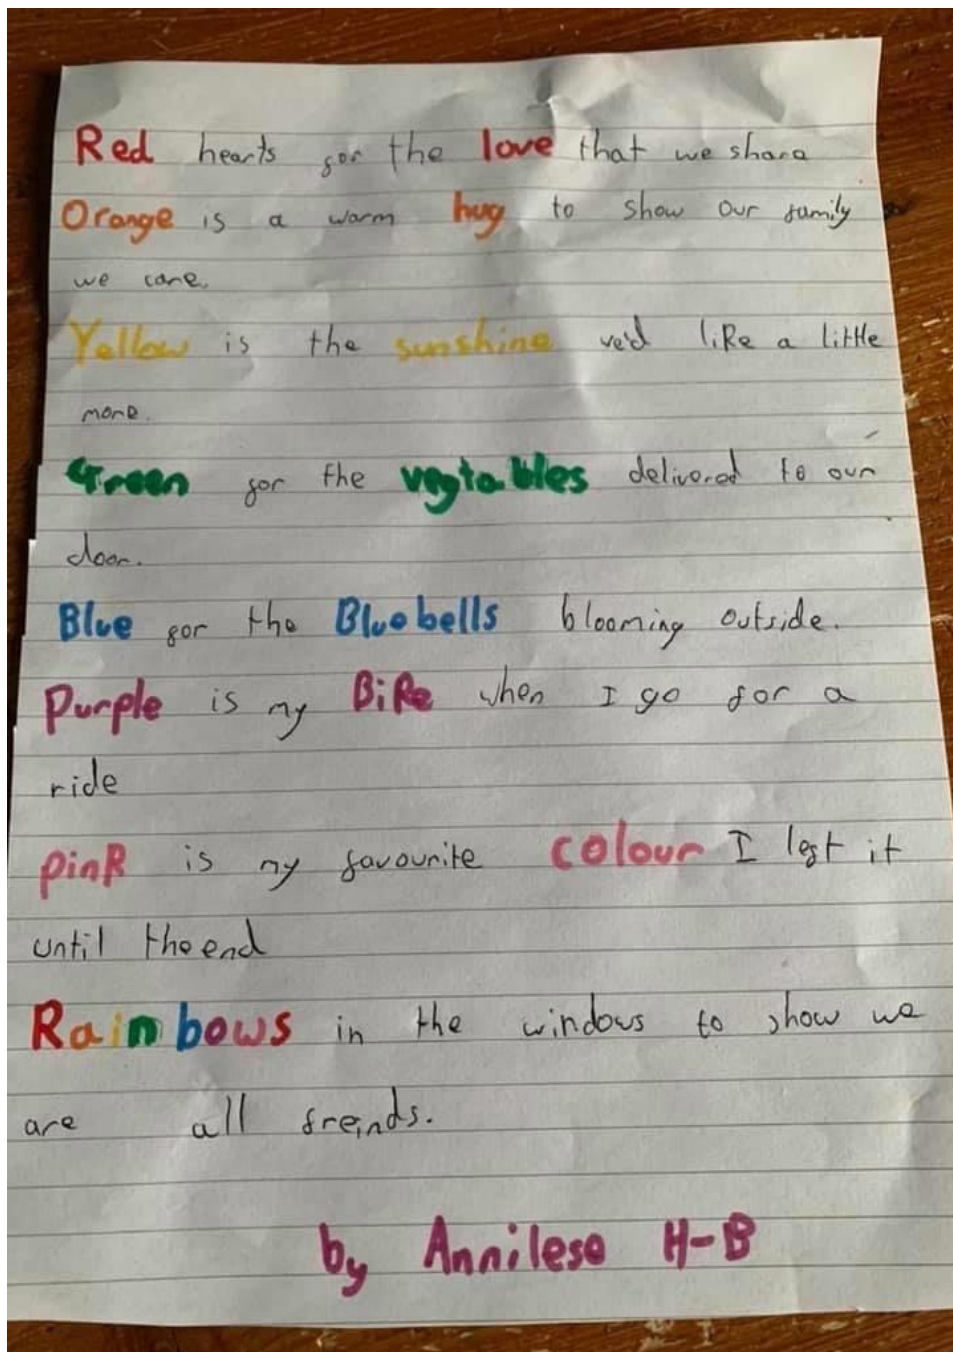 Red hearts for the love that we share
Orange is a warm hug to show our family
we care.
Yellow is the sunshine we'd like a little
more.
Green for the vegtables delivered to our
door.
Blue for the Bluebells blooming outside.
Purple is my Bike when I go for a
ride
pink is my favourite colour I left it
until the end
Rainbows in the windows to show we
are all freinds.
by Annilese H-B